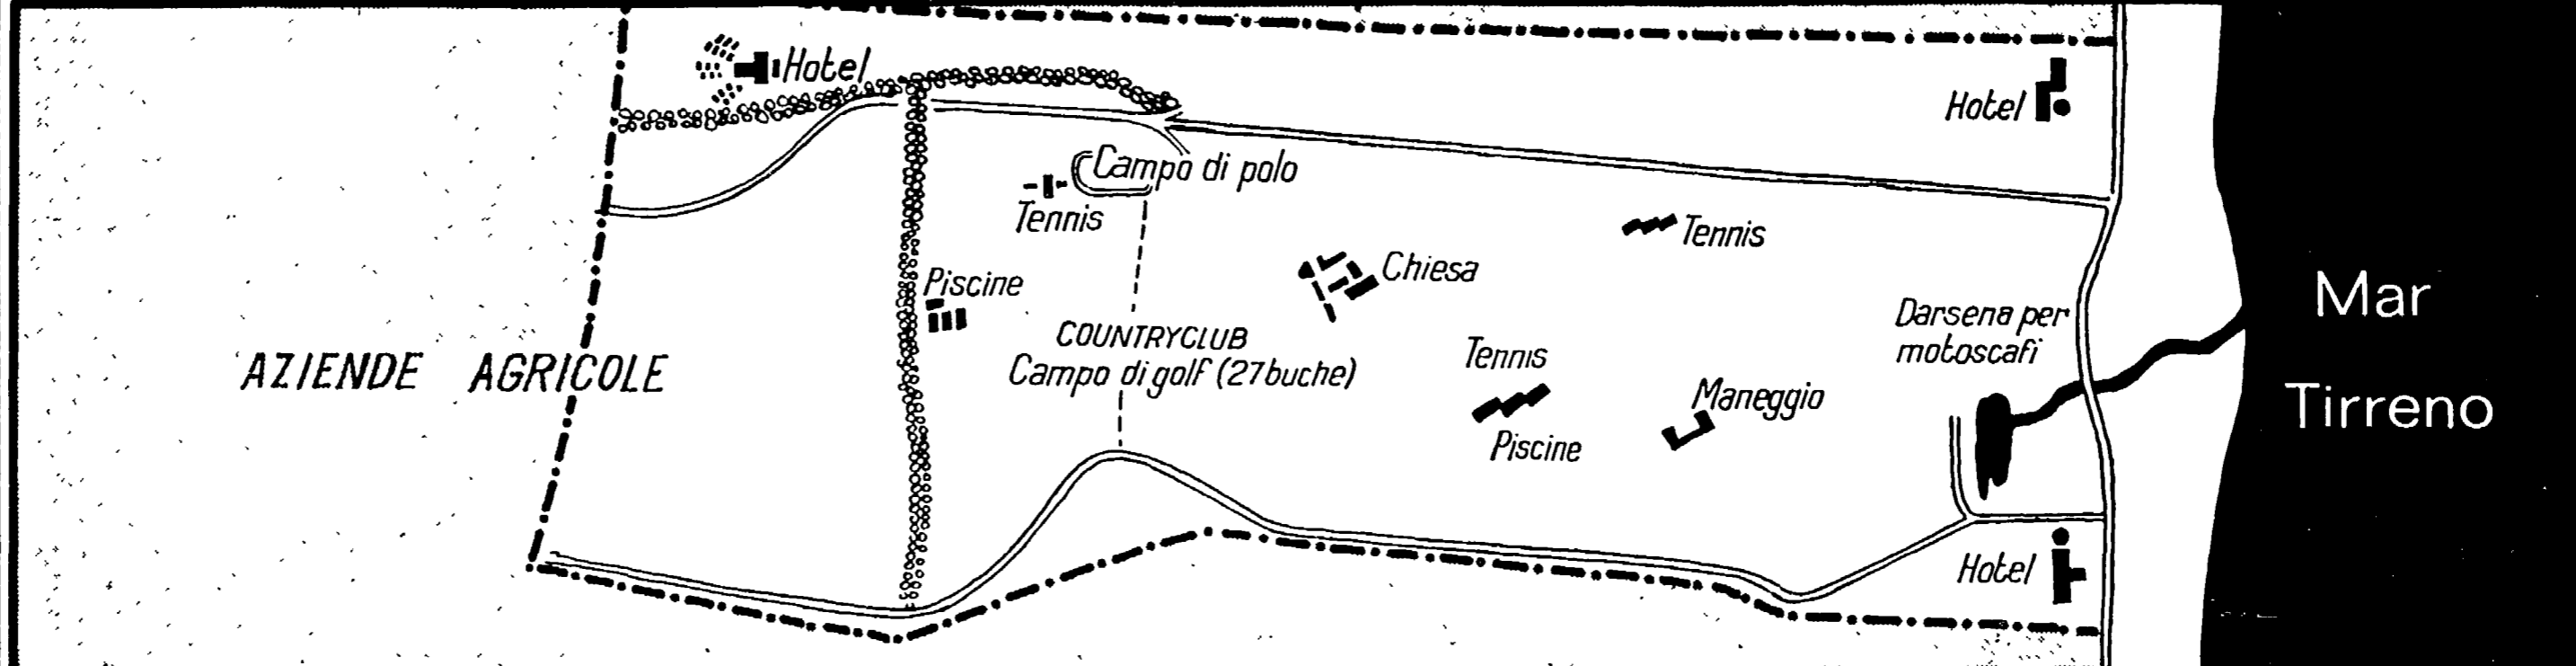 Hotel
Hotel
Campo di polo
Tennis
Tennis
Chiesa
Piscine
Mar
Tirreno
Darsena per
motoscafi
COUNTRYCLUB
Campo di golf (27 buche)
Tennis
AZIENDE AGRICOLE
Maneggio
Piscine
Hotel